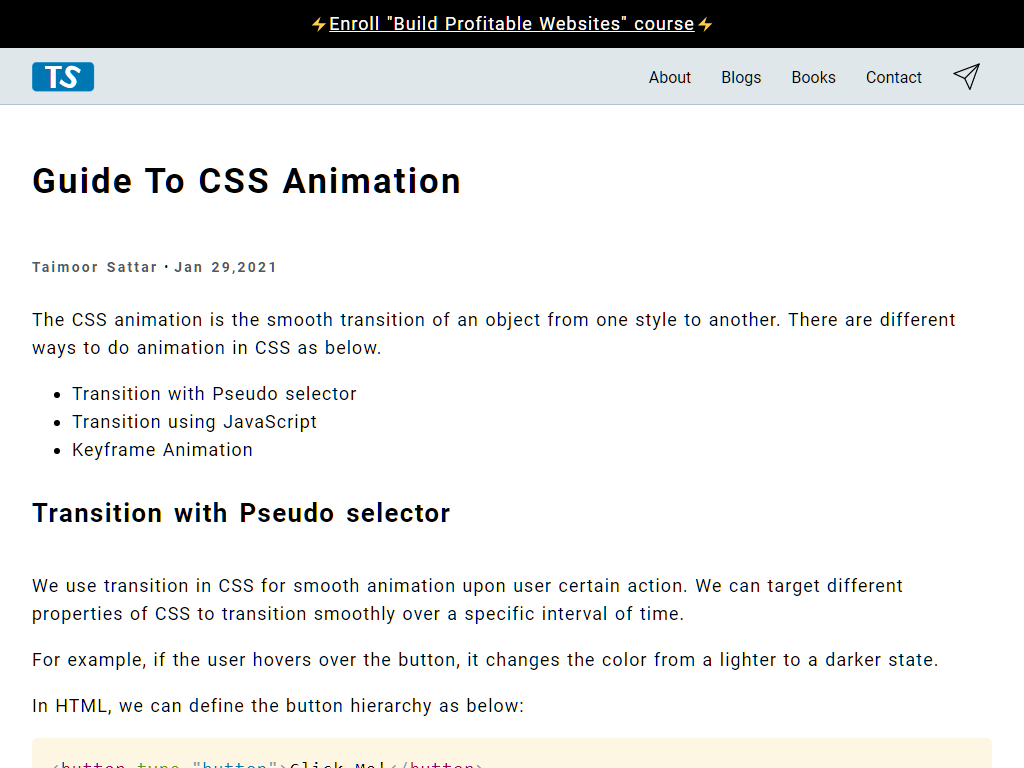 ⚡Enroll "Build Profitable Websites" course⚡
TS
About Blogs Books Contact
Guide To CSS Animation
Taimoor Sattar · Jan 29,2021
The CSS animation is the smooth transition of an object from one style to another. There are different
ways to do animation in CSS as below.
• Transition with Pseudo selector
• Transition using JavaScript
• Keyframe Animation
Transition with Pseudo selector
We use transition in CSS for smooth animation upon user certain action. We can target different
properties of CSS to transition smoothly over a specific interval of time.
For example, if the user hovers over the button, it changes the color from a lighter to a darker state.
In HTML, we can define the button hierarchy as below:
<button type="button">Click Me!</button>